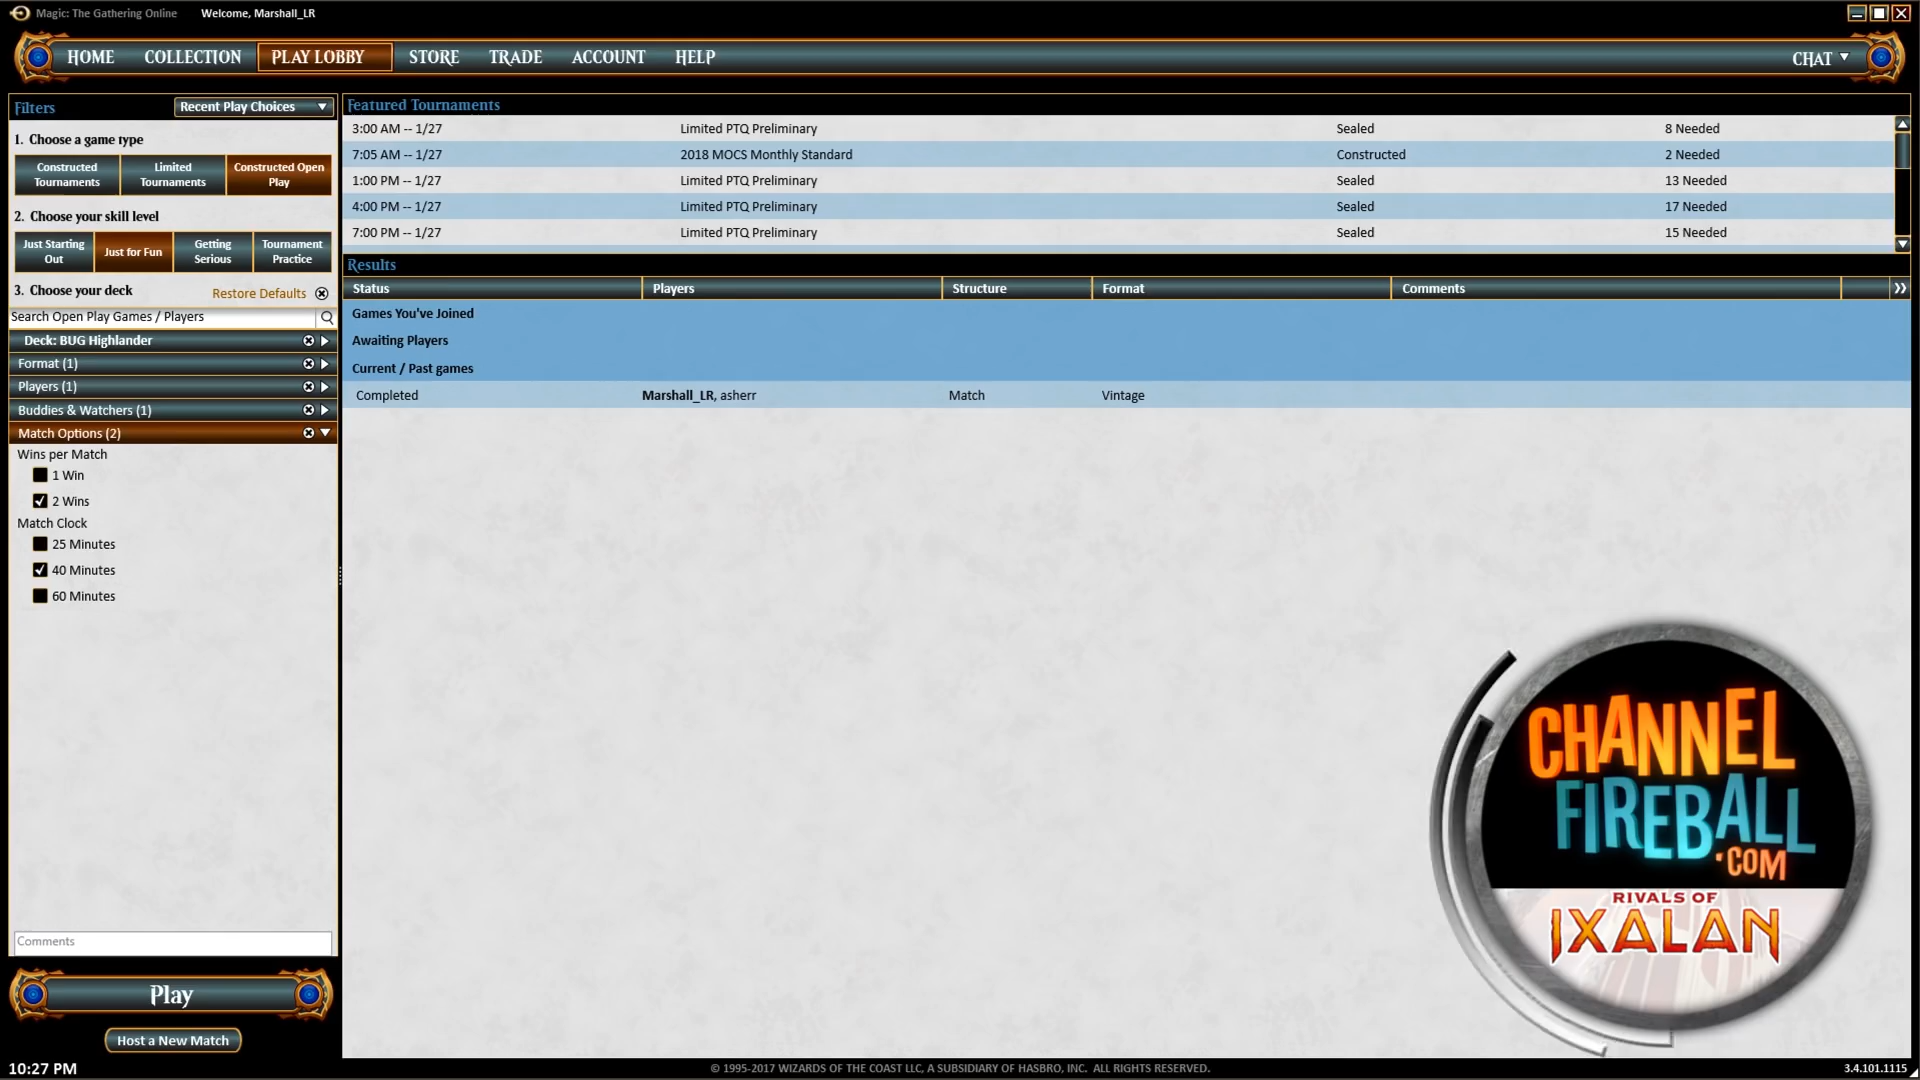 Magic: The Gathering Online Welcome, Marshall_LR
HOME COLLECTION PLAY LOBBY STORE TRADE ACCOUNT HELP CHAT
Filters Recent Play Choices
1. Choose a game type
Constructed Tournaments Limited Tournaments Constructed Open Play
2. Choose your skill level
Just Starting Out Just for Fun Getting Serious Tournament Practice
3. Choose your deck Restore Defaults
Search Open Play Games / Players
Deck: BUG Highlander
Format (1)
Players (1)
Buddies & Watchers (1)
Match Options (2)
Wins per Match
1 Win
2 Wins
Match Clock
25 Minutes
40 Minutes
60 Minutes
Comments
Play
Host a New Match
10:27 PM
Featured Tournaments
3:00 AM -- 1/27 Limited PTQ Preliminary Sealed 8 Needed
7:05 AM -- 1/27 2018 MOCS Monthly Standard Constructed 2 Needed
1:00 PM -- 1/27 Limited PTQ Preliminary Sealed 13 Needed
4:00 PM -- 1/27 Limited PTQ Preliminary Sealed 17 Needed
7:00 PM -- 1/27 Limited PTQ Preliminary Sealed 15 Needed
Results
Status Players Structure Format Comments
Games You've Joined
Awaiting Players
Current / Past games
Completed Marshall_LR, asherr Match Vintage
CHANNEL
FIREBALL
.COM
RIVALS OF
IXALAN
© 1995-2017 WIZARDS OF THE COAST LLC, A SUBSIDIARY OF HASBRO, INC. ALL RIGHTS RESERVED.
3.4.101.1115